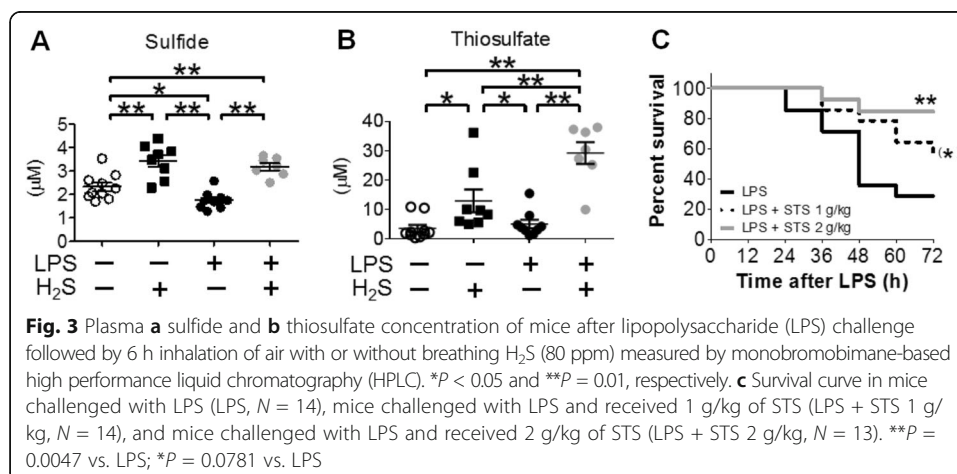 A
Sulfide
** **
*
** ** **
(μM)
5
4
3
2
1
0
LPS − − + +
H2S − + − +
B
Thiosulfate
**
**
* * **
(μM)
40
30
20
10
0
LPS − − + +
H2S − + − +
C
Percent survival
100
80
60
40
20
0
**
(*
LPS
LPS + STS 1 g/kg
LPS + STS 2 g/kg
0 12 24 36 48 60 72
Time after LPS (h)
Fig. 3 Plasma a sulfide and b thiosulfate concentration of mice after lipopolysaccharide (LPS) challenge
followed by 6 h inhalation of air with or without breathing H2S (80 ppm) measured by monobromobimane-based
high performance liquid chromatography (HPLC). *P < 0.05 and **P = 0.01, respectively. c Survival curve in mice
challenged with LPS (LPS, N = 14), mice challenged with LPS and received 1 g/kg of STS (LPS + STS 1 g/
kg, N = 14), and mice challenged with LPS and received 2 g/kg of STS (LPS + STS 2 g/kg, N = 13). **P =
0.0047 vs. LPS; *P = 0.0781 vs. LPS